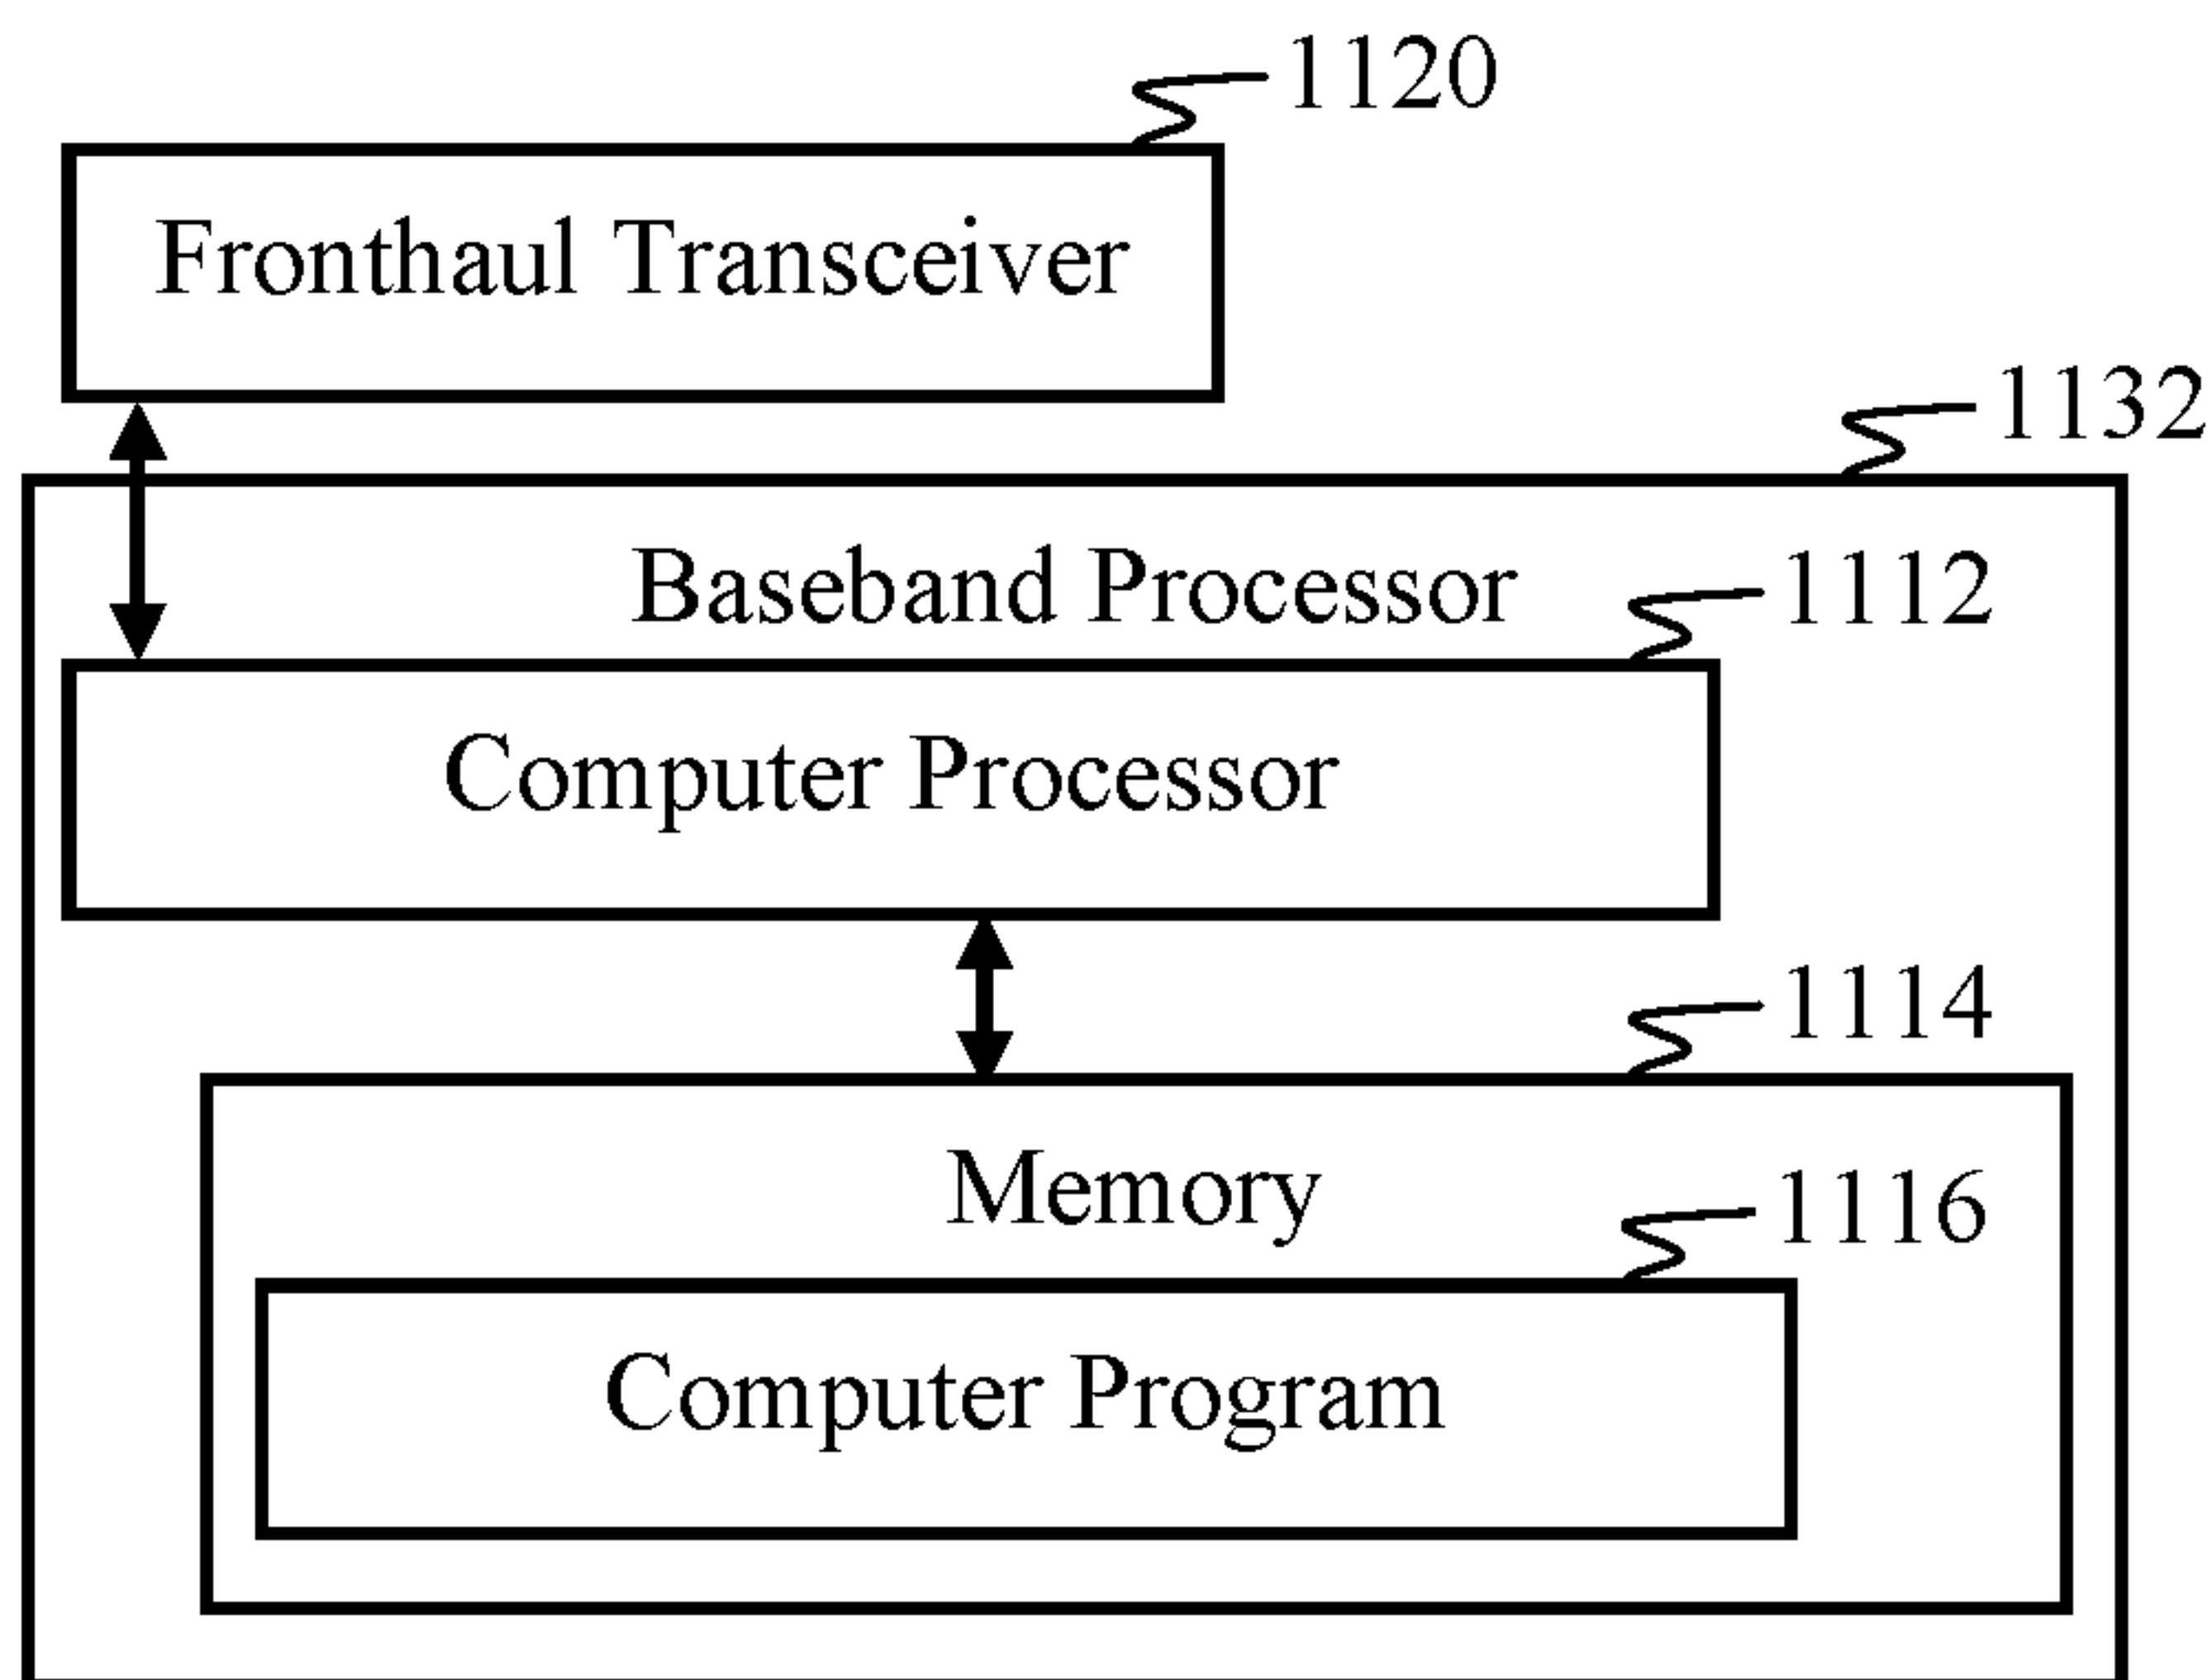 1120
Fronthaul Transceiver
1132
Baseband Processor
1112
Computer Processor
1114
Memory
1116
Computer Program